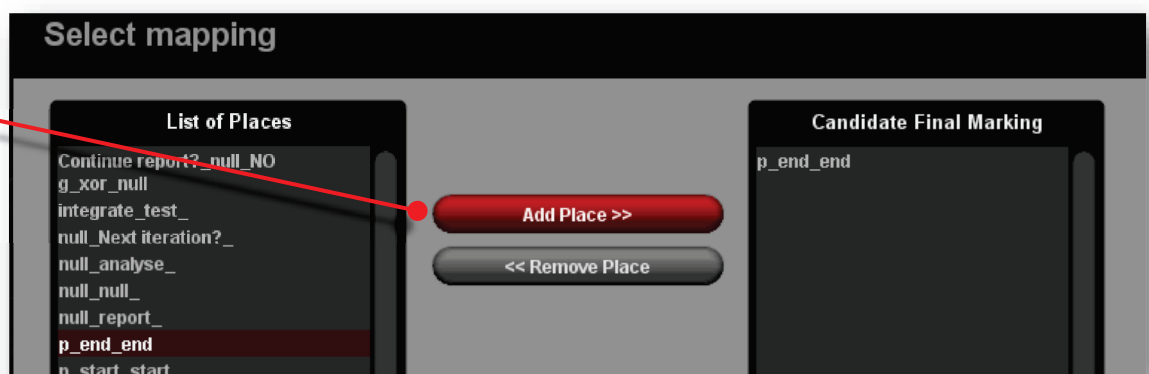 Select mapping
List of Places
Continue report?_null_NO
g_xor_null
integrate_test_
null_Next iteration?_
null_analyse_
null_null_
null_report_
p_end_end
p_start_start
Add Place >>
<< Remove Place
Candidate Final Marking
p_end_end